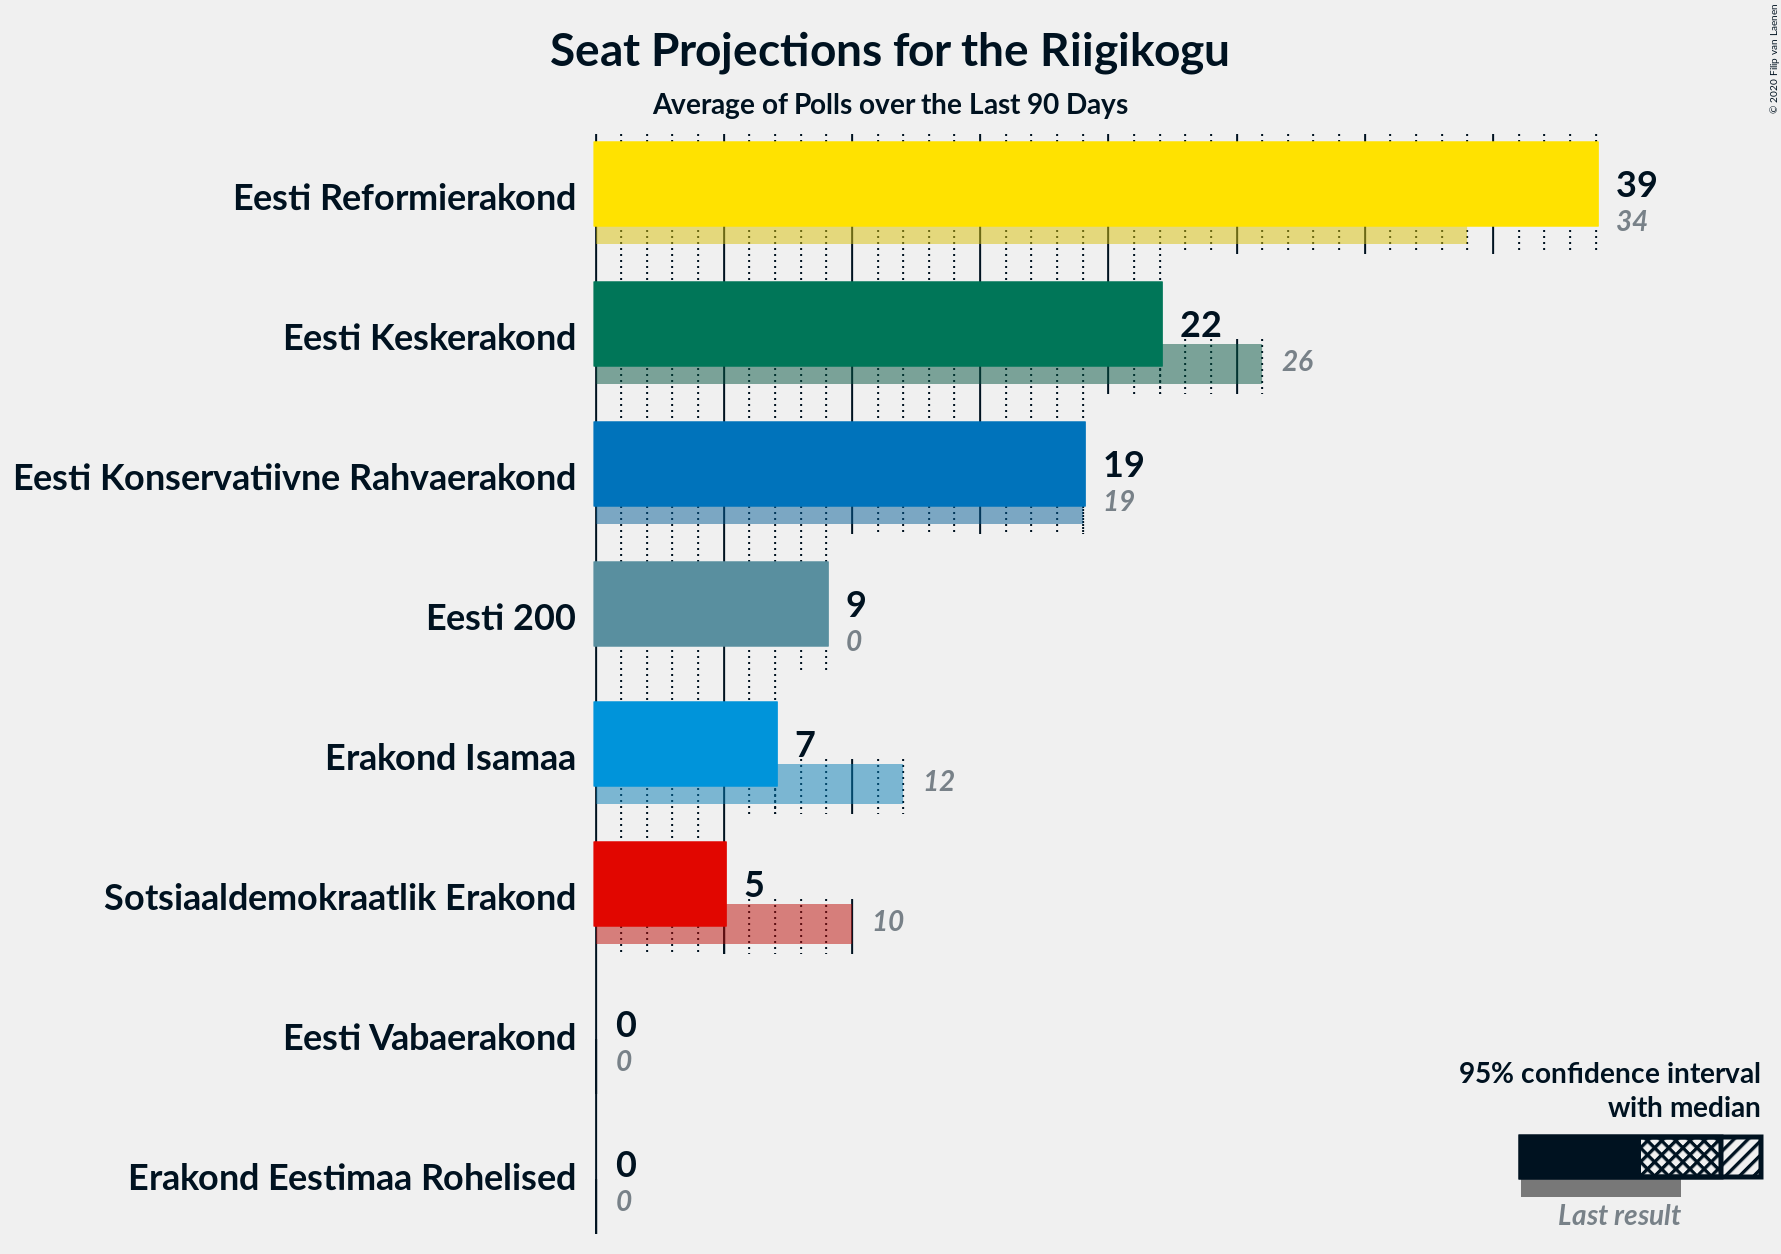 Seat Projections for the Riigikogu
Average of Polls over the Last 90 Days
© 2020 Filip van Laenen
Eesti Reformierakond
39
34
Eesti Keskerakond
22
26
Eesti Konservatiivne Rahvaerakond
19
19
Eesti 200
9
0
Erakond Isamaa
7
12
Sotsiaaldemokraatlik Erakond
5
10
Eesti Vabaerakond
0
0
Erakond Eestimaa Rohelised
0
0
95% confidence interval
with median
Last result